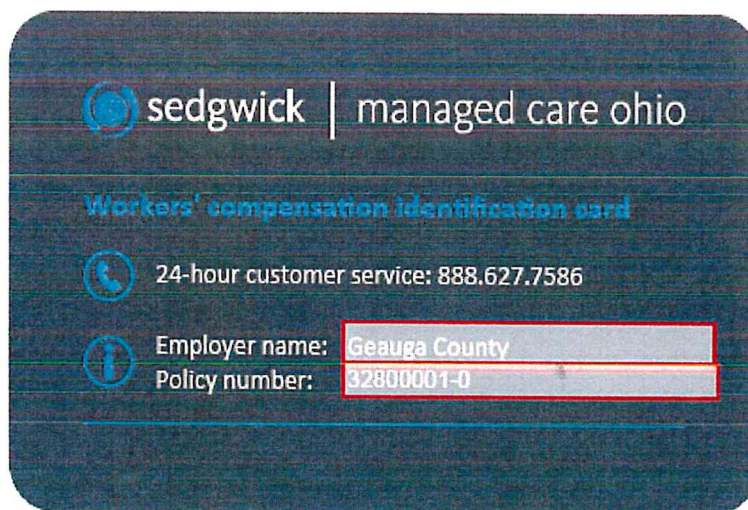 sedgwick | managed care ohio
Workers' compensation identification card
24-hour customer service: 888.627.7586
Employer name: Geauga County
Policy number: 32800001-0